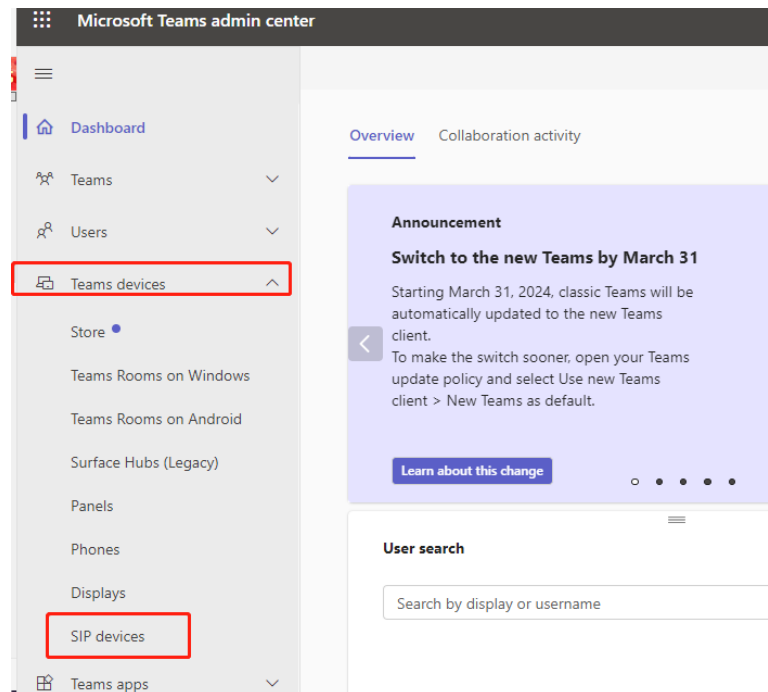 Microsoft Teams admin center
Dashboard
Teams
Users
Teams devices
Store
Teams Rooms on Windows
Teams Rooms on Android
Surface Hubs (Legacy)
Panels
Phones
Displays
SIP devices
Teams apps
Overview
Collaboration activity
Announcement
Switch to the new Teams by March 31
Starting March 31, 2024, classic Teams will be
automatically updated to the new Teams
client.
To make the switch sooner, open your Teams
update policy and select Use new Teams
client > New Teams as default.
Learn about this change
User search
Search by display or username